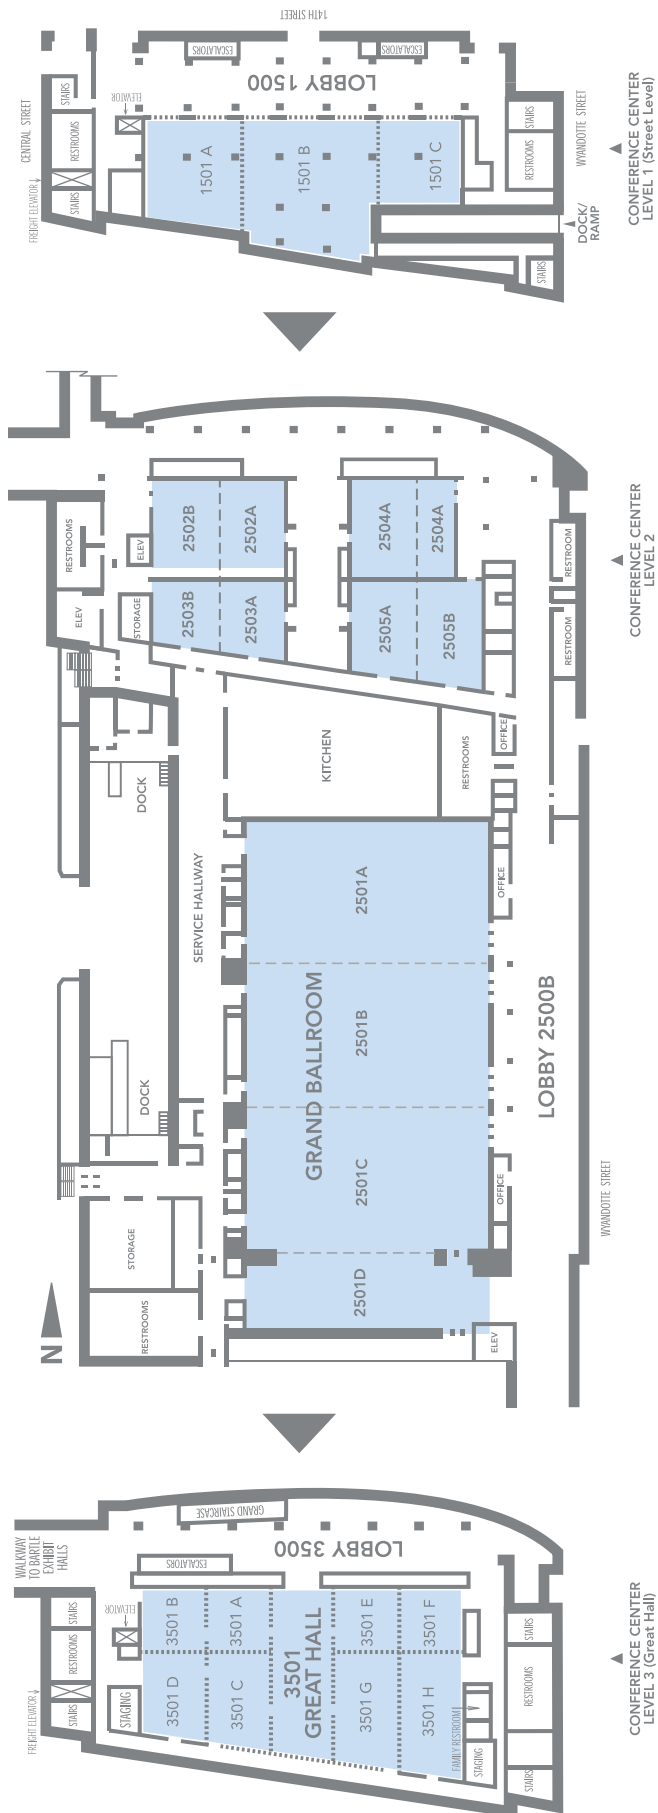 14TH STREET
ESCALATORS
ESCALATORS
LOBBY 1500
ELEVATOR
STAIRS
CENTRAL STREET
RESTROOMS
FREIGHT ELEVATOR
STAIRS
1501 A
1501 B
1501 C
STAIRS
RESTROOMS
WYANDOTTE STREET
DOCK/
RAMP
STAIRS
CONFERENCE CENTER
LEVEL 1 (Street Level)
RESTROOMS
ELEV
ELEV
STORAGE
2502B
2502A
2504A
2504A
2503B
2503A
2505A
2505B
RESTROOM
RESTROOM
CONFERENCE CENTER
LEVEL 2
DOCK
KITCHEN
RESTROOMS
OFFICE
SERVICE HALLWAY
2501A
OFFICE
GRAND BALLROOM
2501B
LOBBY 2500B
DOCK
2501C
OFFICE
WYANDOTTE STREET
STORAGE
2501D
RESTROOMS
ELEV
N
WALKWAY
TO BARTLE
EXHIBIT
HALLS
GRAND STAIRCASE
LOBBY 3500
ESCALATORS
ELEVATOR
STAIRS
RESTROOMS
FREIGHT ELEVATOR
STAIRS
STAGING
3501 B
3501 A
3501 E
3501 F
3501
GREAT HALL
3501 D
3501 C
3501 G
3501 H
FAMILY RESTROOM
STAGING
STAIRS
RESTROOMS
STAIRS
CONFERENCE CENTER
LEVEL 3 (Great Hall)